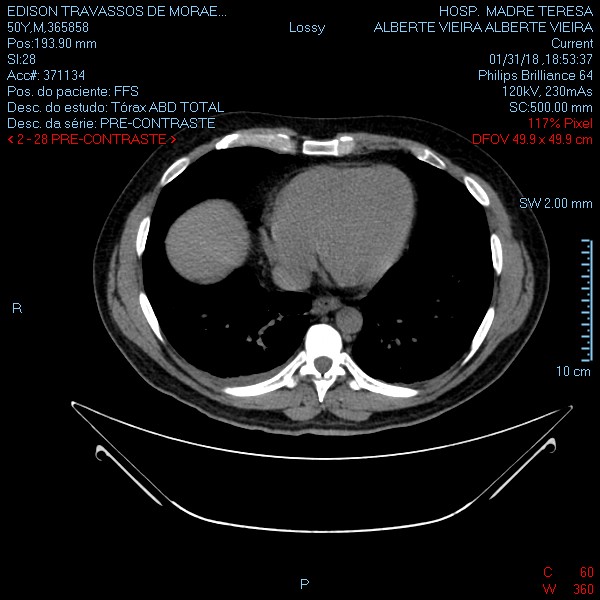 EDISON TRAVASSOS DE MORAE...
50Y,M,365858
Pos:193.90 mm
Sl:28
Acc#: 371134
Pos. do paciente: FFS
Desc. do estudo: Tórax ABD TOTAL
Desc. da série: PRE-CONTRASTE
< 2 - 28 PRE-CONTRASTE >
Lossy
HOSP. MADRE TERESA
ALBERTE VIEIRA ALBERTE VIEIRA
Current
01/31/18 ,18:53:37
Philips Brilliance 64
120kV, 230mAs
SC:500.00 mm
117% Pixel
DFOV 49.9 x 49.9 cm
SW 2.00 mm
R
10 cm
P
C 60
W 360